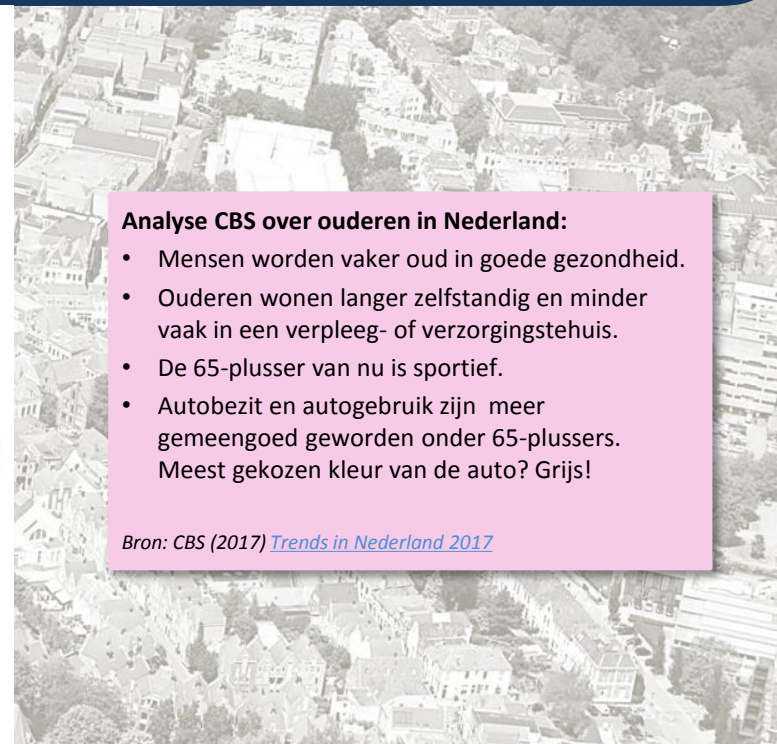 Analyse CBS over ouderen in Nederland:
• Mensen worden vaker oud in goede gezondheid.
• Ouderen wonen langer zelfstandig en minder
vaak in een verpleeg- of verzorgingstehuis.
• De 65-plusser van nu is sportief.
• Autobezit en autogebruik zijn  meer
gemeengoed geworden onder 65-plussers.
Meest gekozen kleur van de auto? Grijs!
Bron: CBS (2017) Trends in Nederland 2017